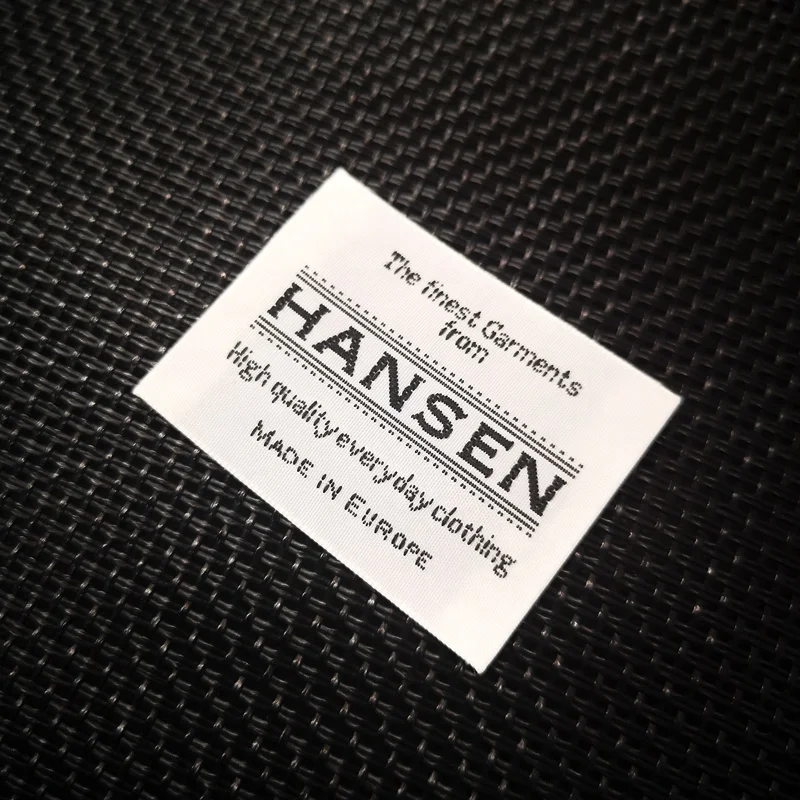 The finest Garments
from
HANSEN
High quality everyday clothing
MADE IN EUROPE